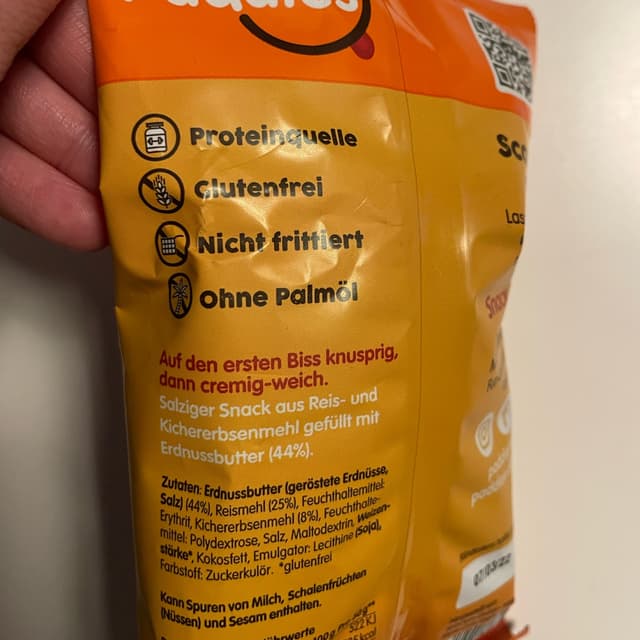 Proteinquelle
Glutenfrei
Nicht frittiert
Ohne Palmöl
Auf den ersten Biss knusprig,
dann cremig-weich.
Salziger Snack aus Reis- und
Kichererbsenmehl gefüllt mit
Erdnussbutter (44%).
Zutaten: Erdnussbutter (geröstete Erdnüsse,
Salz) (44%), Reismehl (25%), Feuchthaltemittel:
Erythrit, Kichererbsenmehl (8%), Feuchthalte-
mittel: Polydextrose, Salz, Maltodextrin, Weizen-
stärke*, Kokosfett, Emulgator: Lecithine (Soja),
Farbstoff: Zuckerkulör. *glutenfrei
Kann Spuren von Milch, Schalenfrüchten
(Nüssen) und Sesam enthalten.
522 kJ